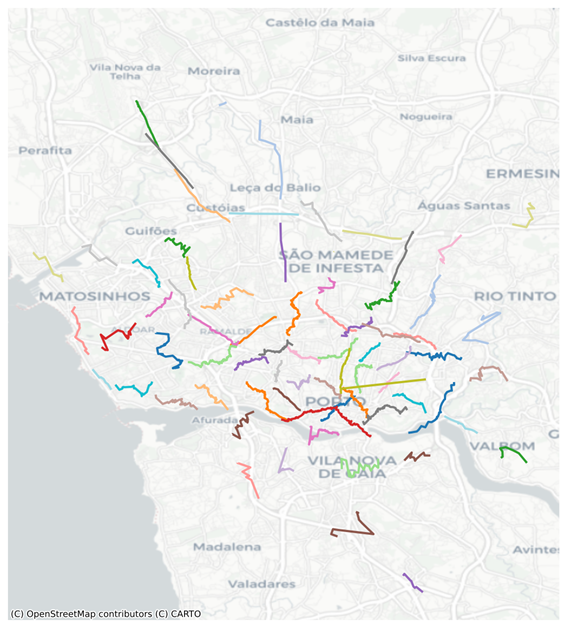 Castêlo da Maia
Silva Escura
Vila Nova da
Telha
Moreira
Maia
Nogueira
Perafita
ERMESIN
Leça do Balio
Custóias
Águas Santas
Guifões
SÃO MAMEDE
DE INFESTA
MATOSINHOS
RIO TINTO
RAMALDE
PORTO
Afurada
VALBOM
G
VILA NOVA
DE GAIA
Madalena
Avintes
Valadares
(C) OpenStreetMap contributors (C) CARTO